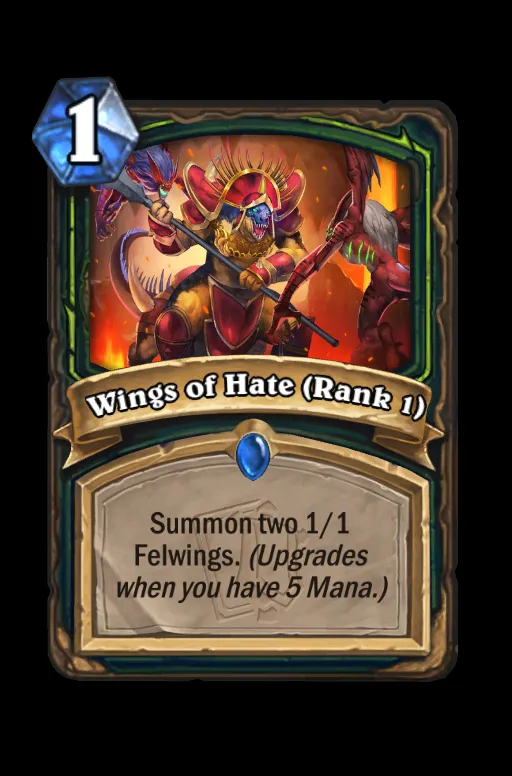 1
Wings of Hate (Rank 1)
Summon two 1/1
Felwings. (Upgrades
when you have 5 Mana.)